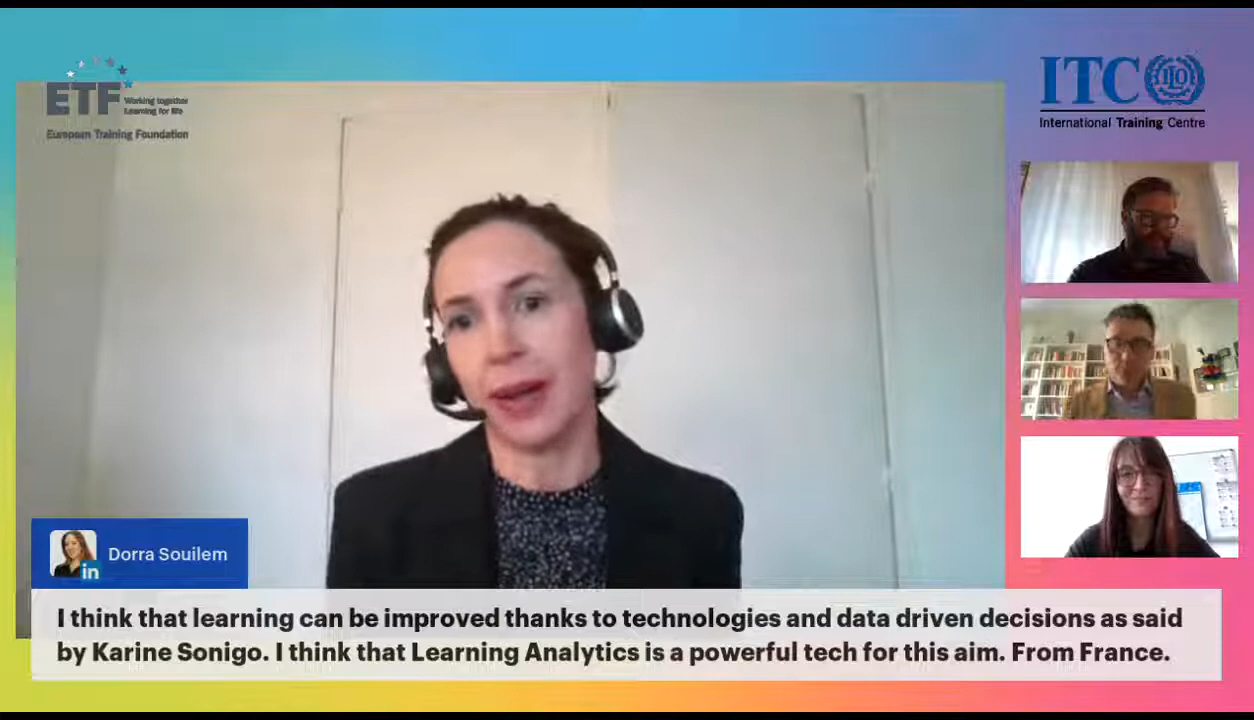 ETF Working together
Learning for life
European Training Foundation
ITC ILO
International Training Centre
in Dorra Souilem
I think that learning can be improved thanks to technologies and data driven decisions as said
by Karine Sonigo. I think that Learning Analytics is a powerful tech for this aim. From France.